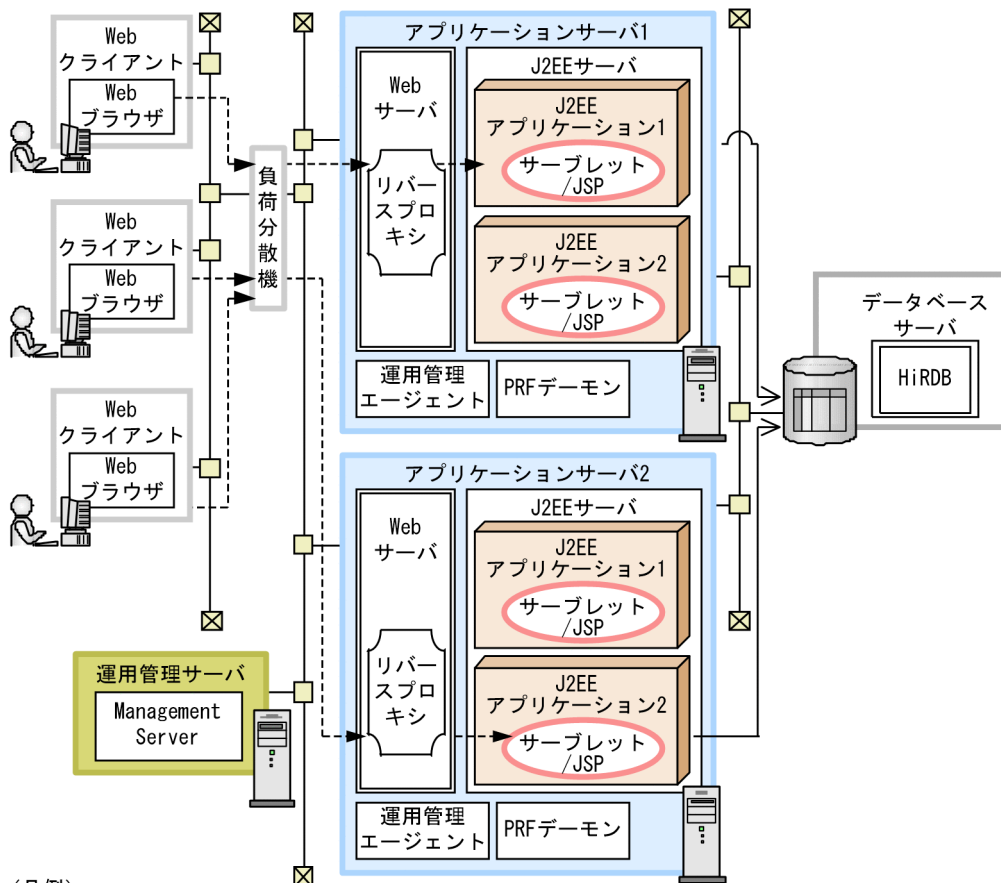 Web
クライアント
Web
ブラウザ
Web
クライアント
Web
ブラウザ
Web
クライアント
Web
ブラウザ
負荷分散機
アプリケーションサーバ1
Web
サーバ
リバー
スプロ
キシ
J2EEサーバ
J2EE
アプリケーション1
サーブレット
/JSP
J2EE
アプリケーション2
サーブレット
/JSP
運用管理
エージェント
PRFデーモン
データベース
サーバ
HiRDB
アプリケーションサーバ2
Web
サーバ
リバー
スプロ
キシ
J2EEサーバ
J2EE
アプリケーション1
サーブレット
/JSP
J2EE
アプリケーション2
サーブレット
/JSP
運用管理
エージェント
PRFデーモン
運用管理サーバ
Management
Server